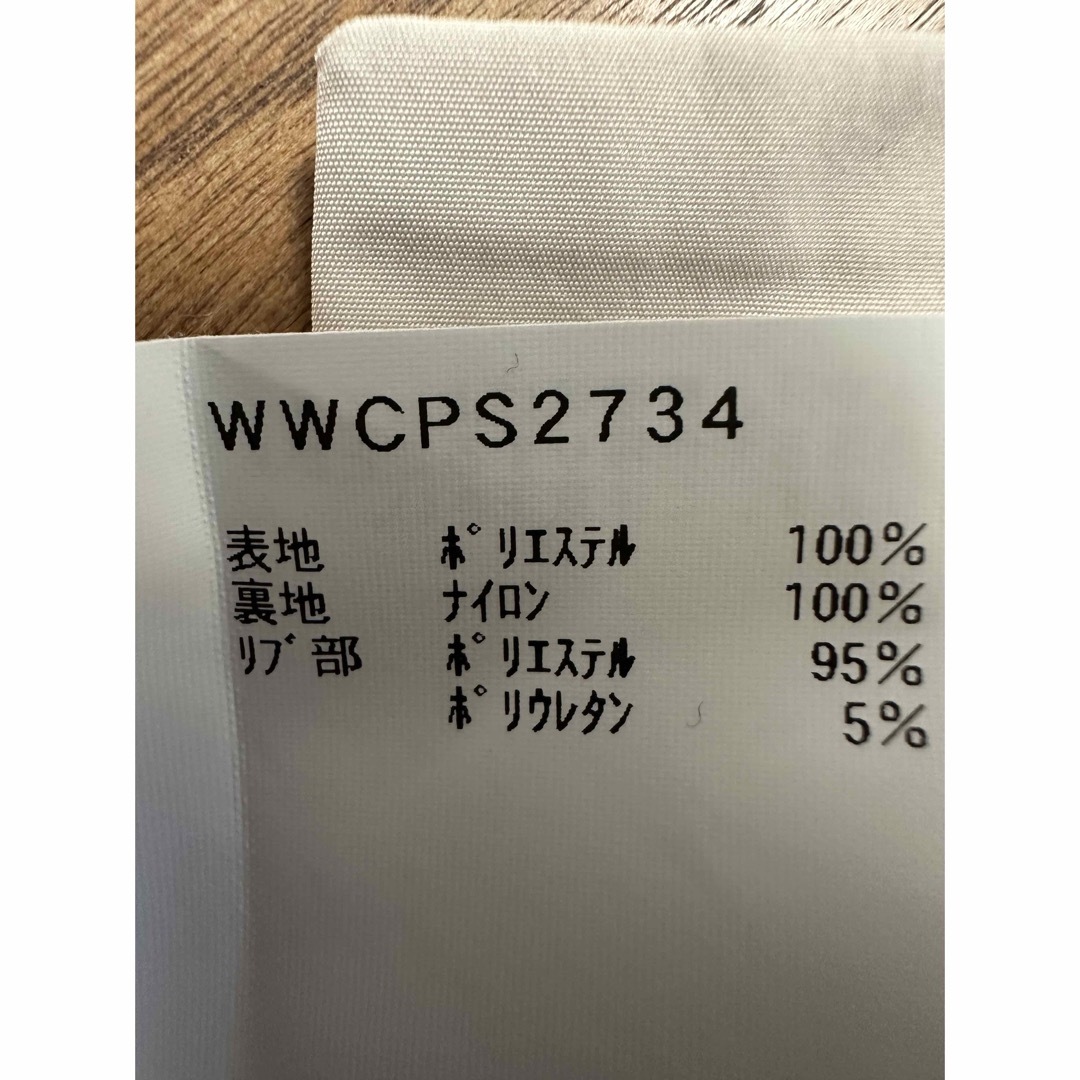 WWCPS2734
表地 ﾎﾟﾘｴｽﾃﾙ 100%
裏地 ﾅｲﾛﾝ 100%
ﾘﾌﾞ部 ﾎﾟﾘｴｽﾃﾙ 95%
ﾎﾟﾘｳﾚﾀﾝ 5%